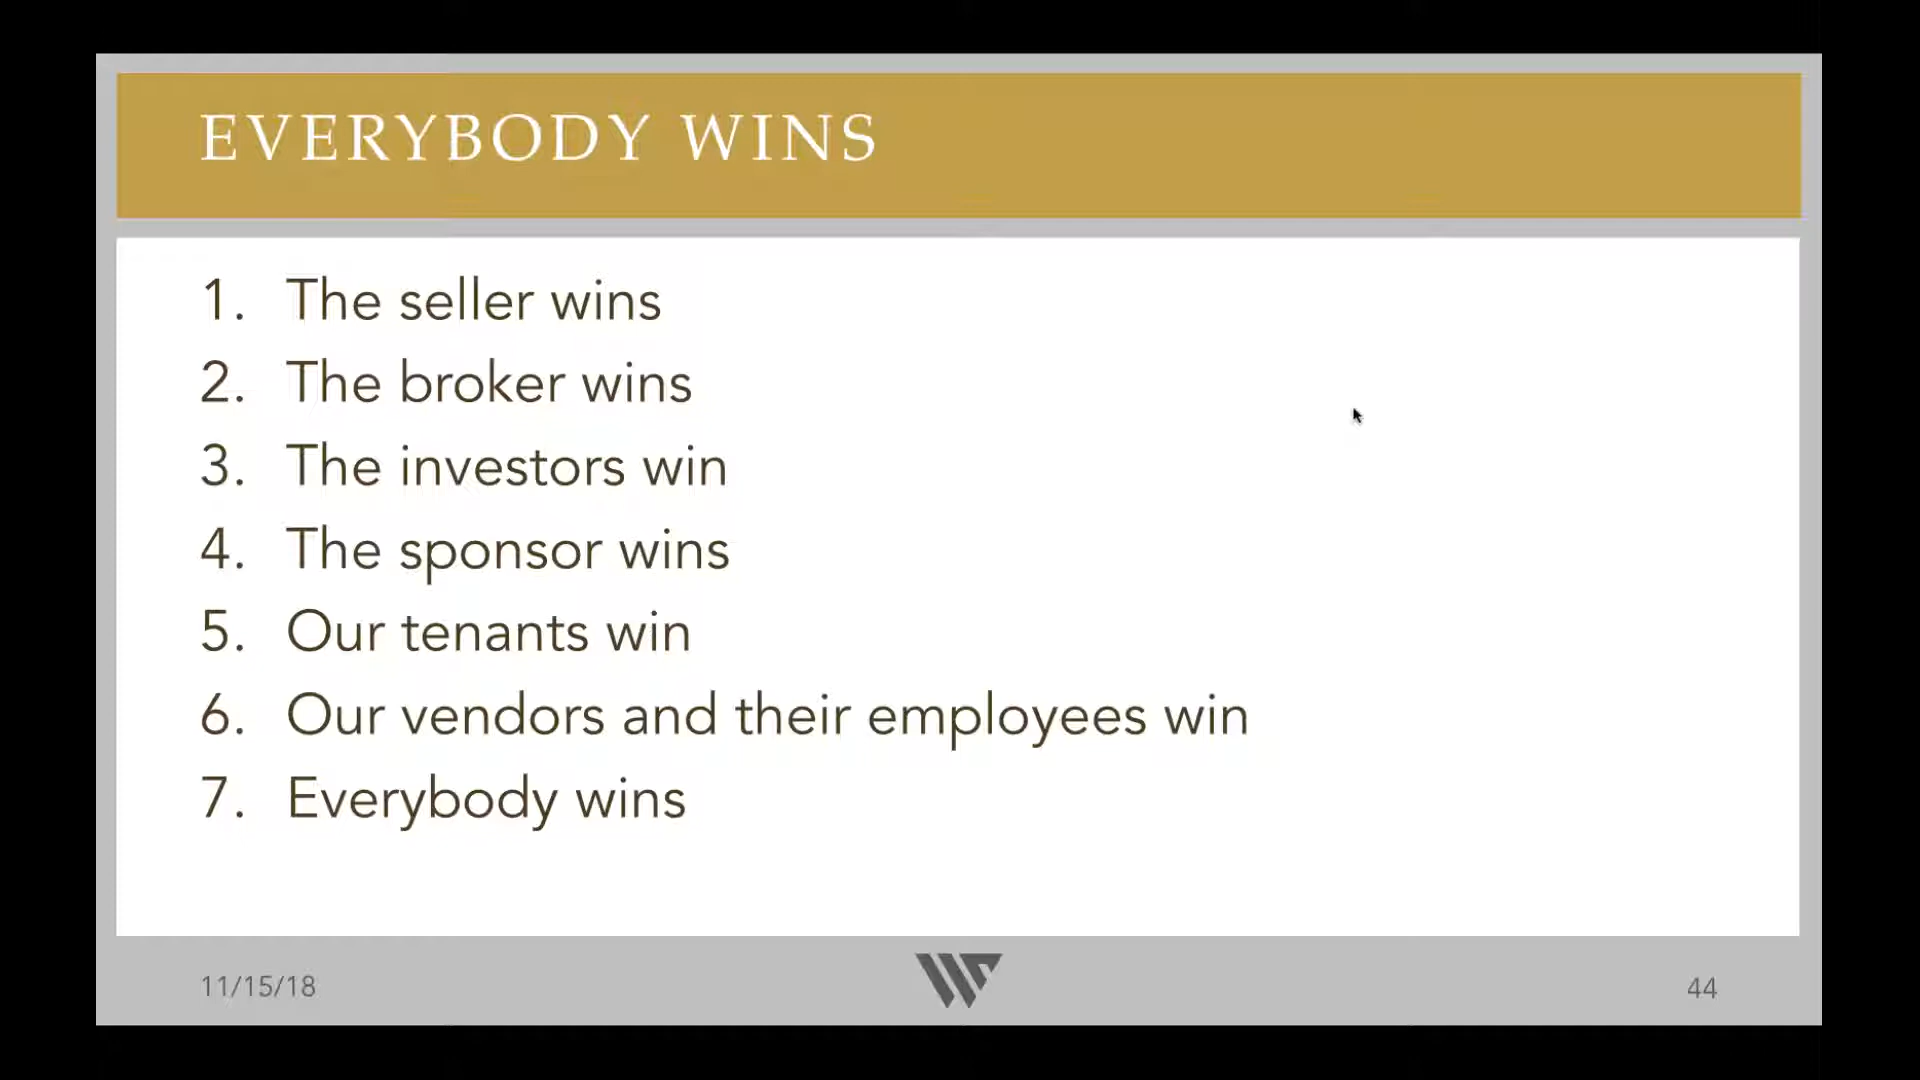 EVERYBODY WINS
1. The seller wins
2. The broker wins
3. The investors win
4. The sponsor wins
5. Our tenants win
6. Our vendors and their employees win
7. Everybody wins
11/15/18
44